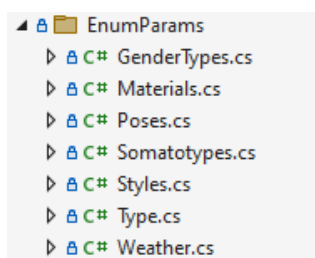 EnumParams
C# GenderTypes.cs
C# Materials.cs
C# Poses.cs
C# Somatotypes.cs
C# Styles.cs
C# Type.cs
C# Weather.cs